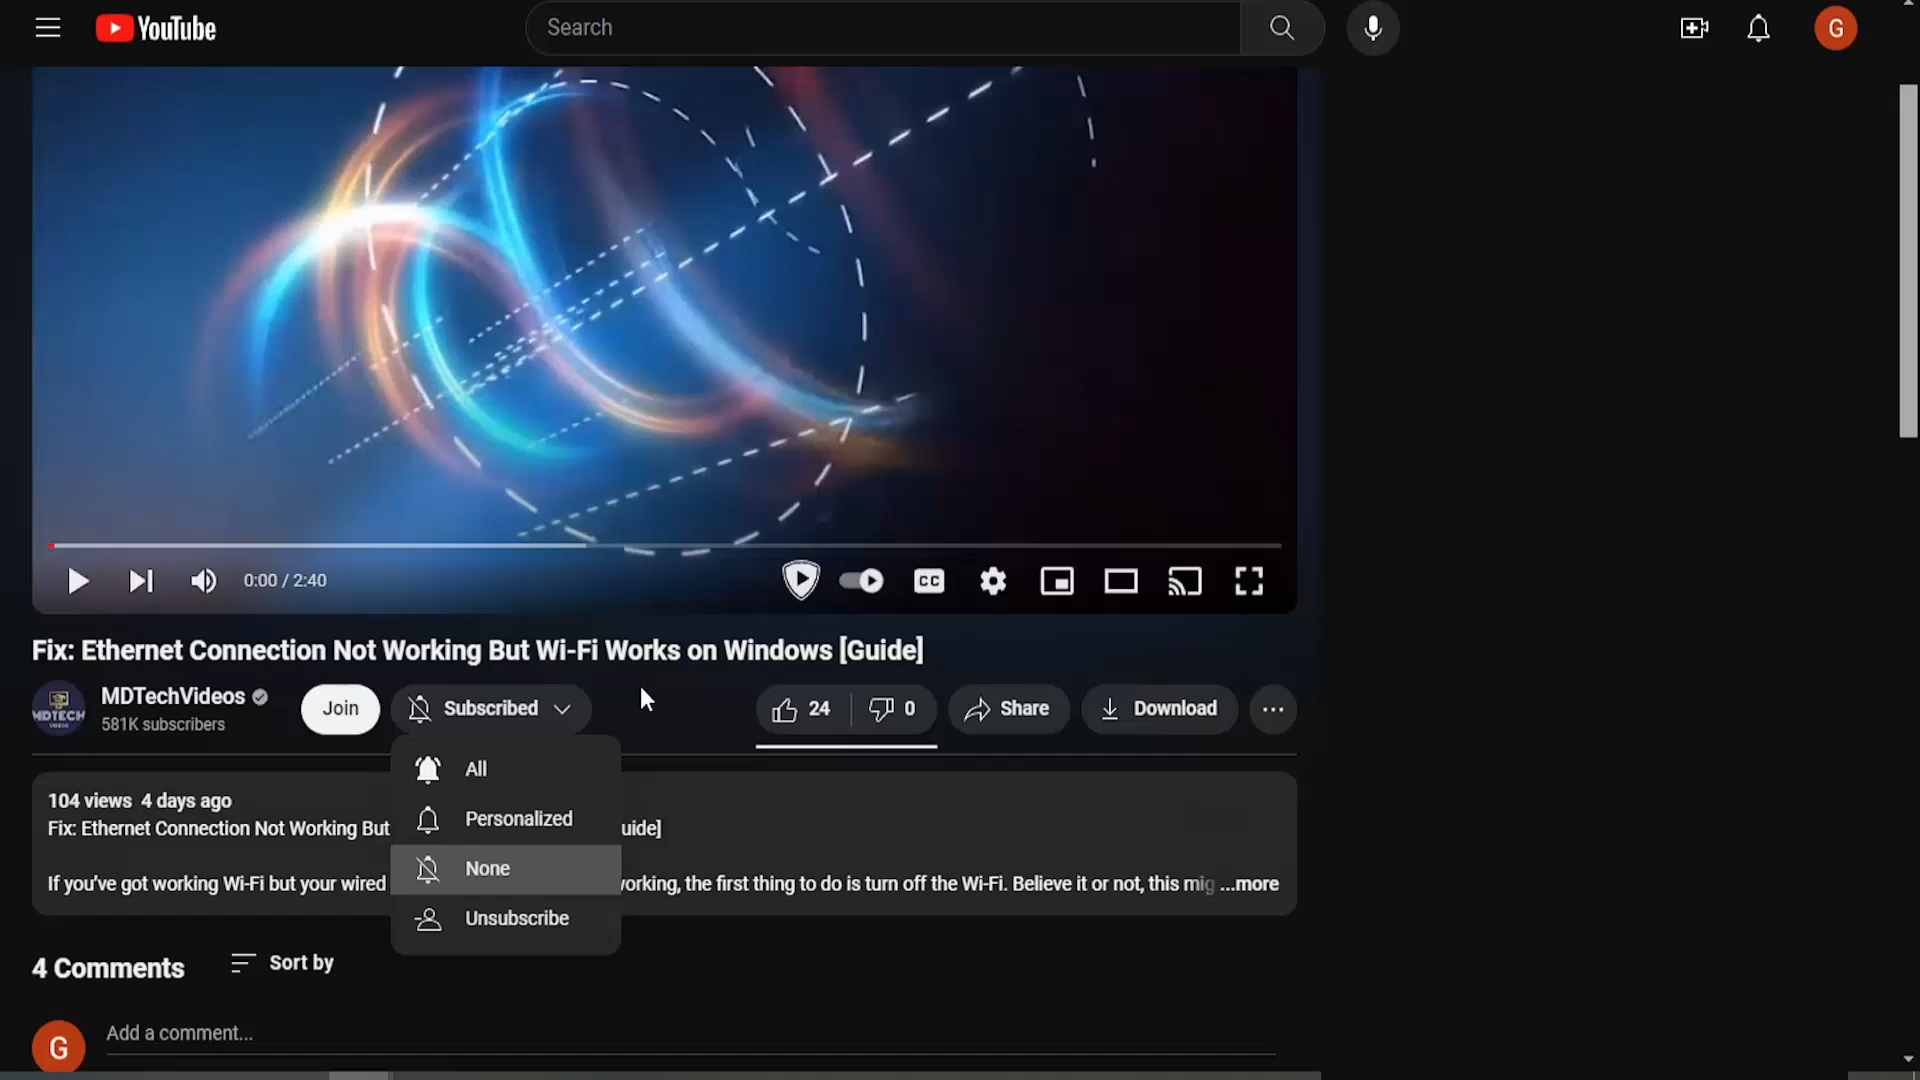 YouTube
Search
G
0:00 / 2:40
CC
Fix: Ethernet Connection Not Working But Wi-Fi Works on Windows [Guide]
MDTECH
VIDEOS
MDTechVideos
581K subscribers
Join
Subscribed
24
0
Share
Download
All
Personalized
None
Unsubscribe
104 views 4 days ago
Fix: Ethernet Connection Not Working But uide]
If you've got working Wi-Fi but your wired orking, the first thing to do is turn off the Wi-Fi. Believe it or not, this mig ...more
4 Comments
Sort by
G
Add a comment...